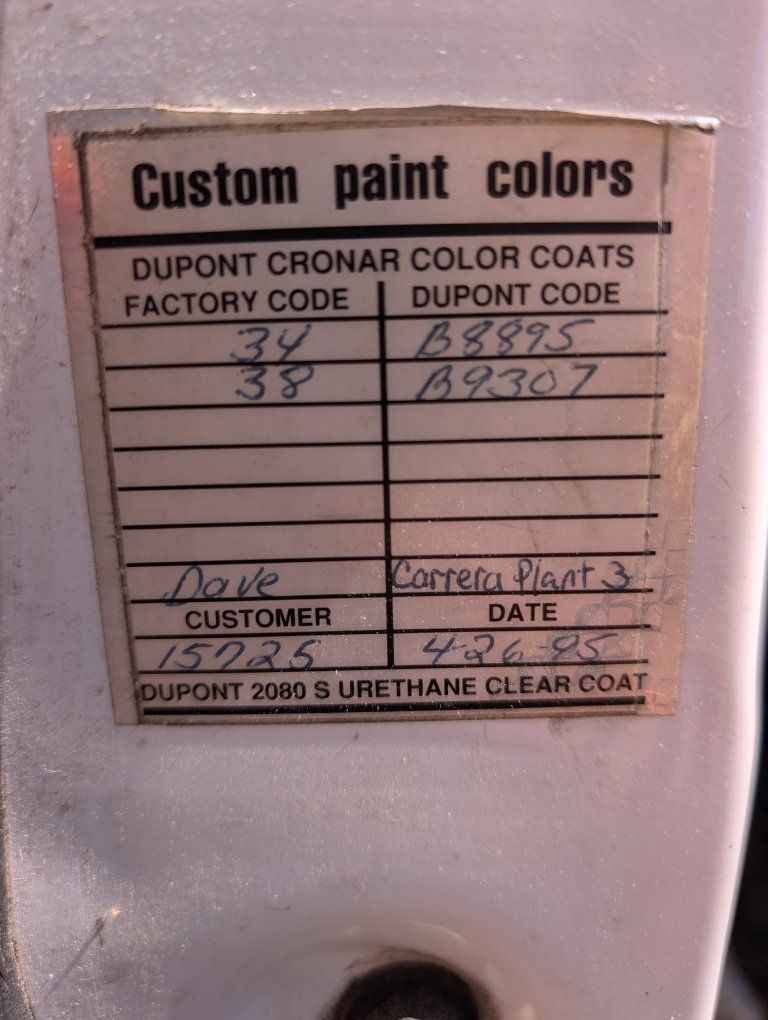 Custom paint colors
DUPONT CRONAR COLOR COATS
FACTORY CODE DUPONT CODE
34 B8895
38 B9307
Dave Carrera Plant 3
CUSTOMER DATE
15725 4-26-95
DUPONT 2080 S URETHANE CLEAR COAT